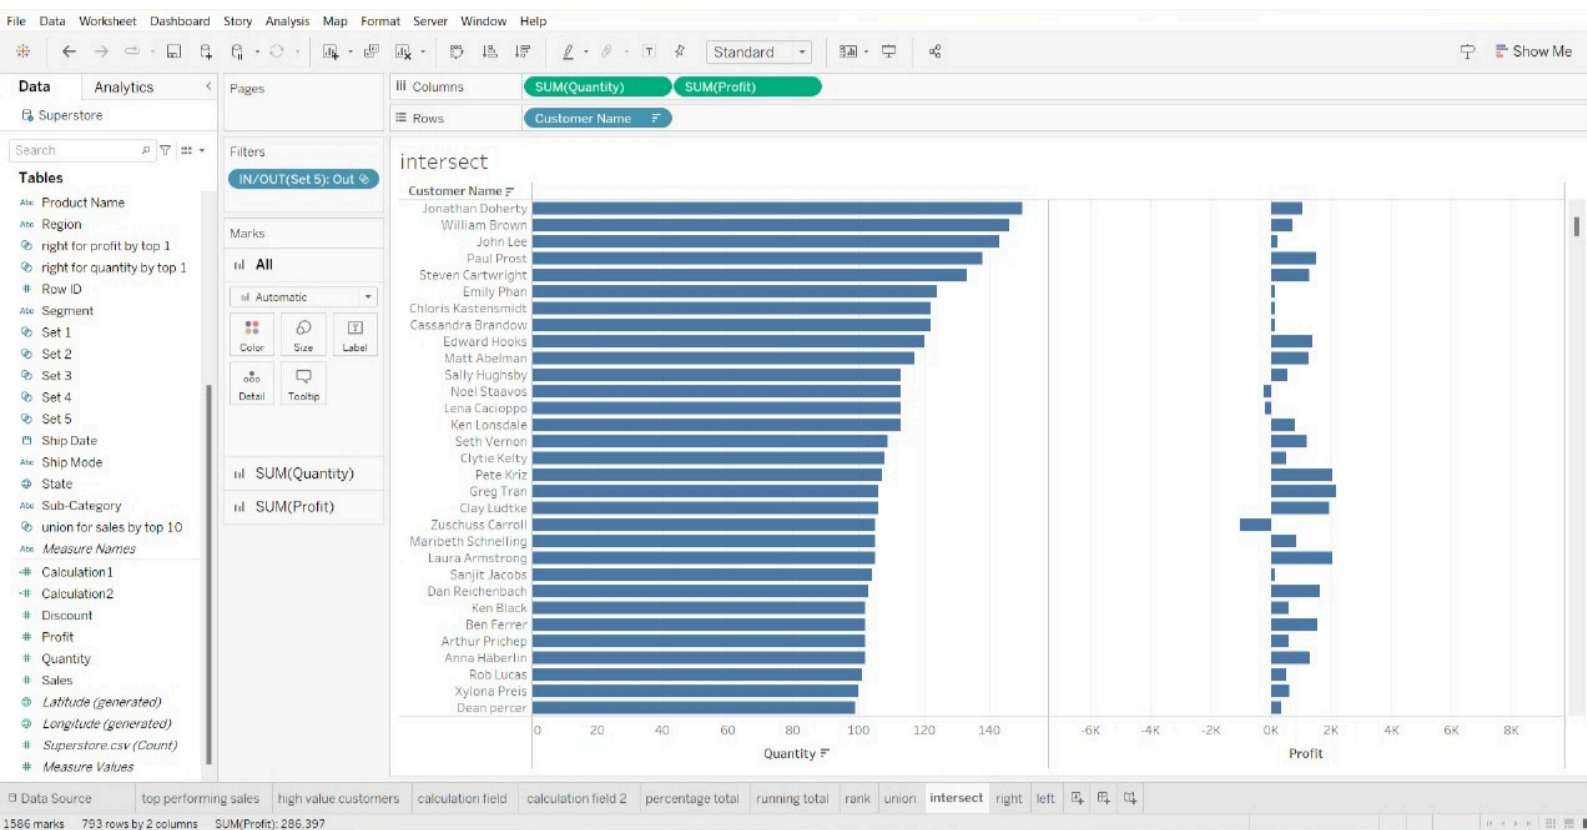 File Data Worksheet Dashboard Story Analysis Map Format Server Window Help
Standard
Show Me
Data Analytics
Superstore
Search
Tables
Abc Product Name
Abc Region
right for profit by top 1
right for quantity by top 1
# Row ID
Abc Segment
Set 1
Set 2
Set 3
Set 4
Set 5
Ship Date
Abc Ship Mode
State
Abc Sub-Category
union for sales by top 10
Abc Measure Names
=# Calculation1
=# Calculation2
# Discount
# Profit
# Quantity
# Sales
Latitude (generated)
Longitude (generated)
# Superstore.csv (Count)
# Measure Values
Pages
Filters
IN/OUT(Set 5): Out
Marks
All
Automatic
Color Size Label
Detail Tooltip
SUM(Quantity)
SUM(Profit)
Columns SUM(Quantity) SUM(Profit)
Rows Customer Name
intersect
Customer Name
Jonathan Doherty
William Brown
John Lee
Paul Prost
Steven Cartwright
Emily Phan
Chloris Kastensmidt
Cassandra Brandow
Edward Hooks
Matt Abelman
Sally Hughsby
Noel Staavos
Lena Cacioppo
Ken Lonsdale
Seth Vernon
Clytie Kelty
Pete Kriz
Greg Tran
Clay Ludtke
Zuschuss Carroll
Maribeth Schnelling
Laura Armstrong
Sanjit Jacobs
Dan Reichenbach
Ken Black
Ben Ferrer
Arthur Prichep
Anna Häberlin
Rob Lucas
Xylona Preis
Dean percer
0 20 40 60 80 100 120 140 -6K -4K -2K 0K 2K 4K 6K 8K
Quantity Profit
Data Source top performing sales high value customers calculation field calculation field 2 percentage total running total rank union intersect right left
1586 marks 793 rows by 2 columns SUM(Profit): 286,397